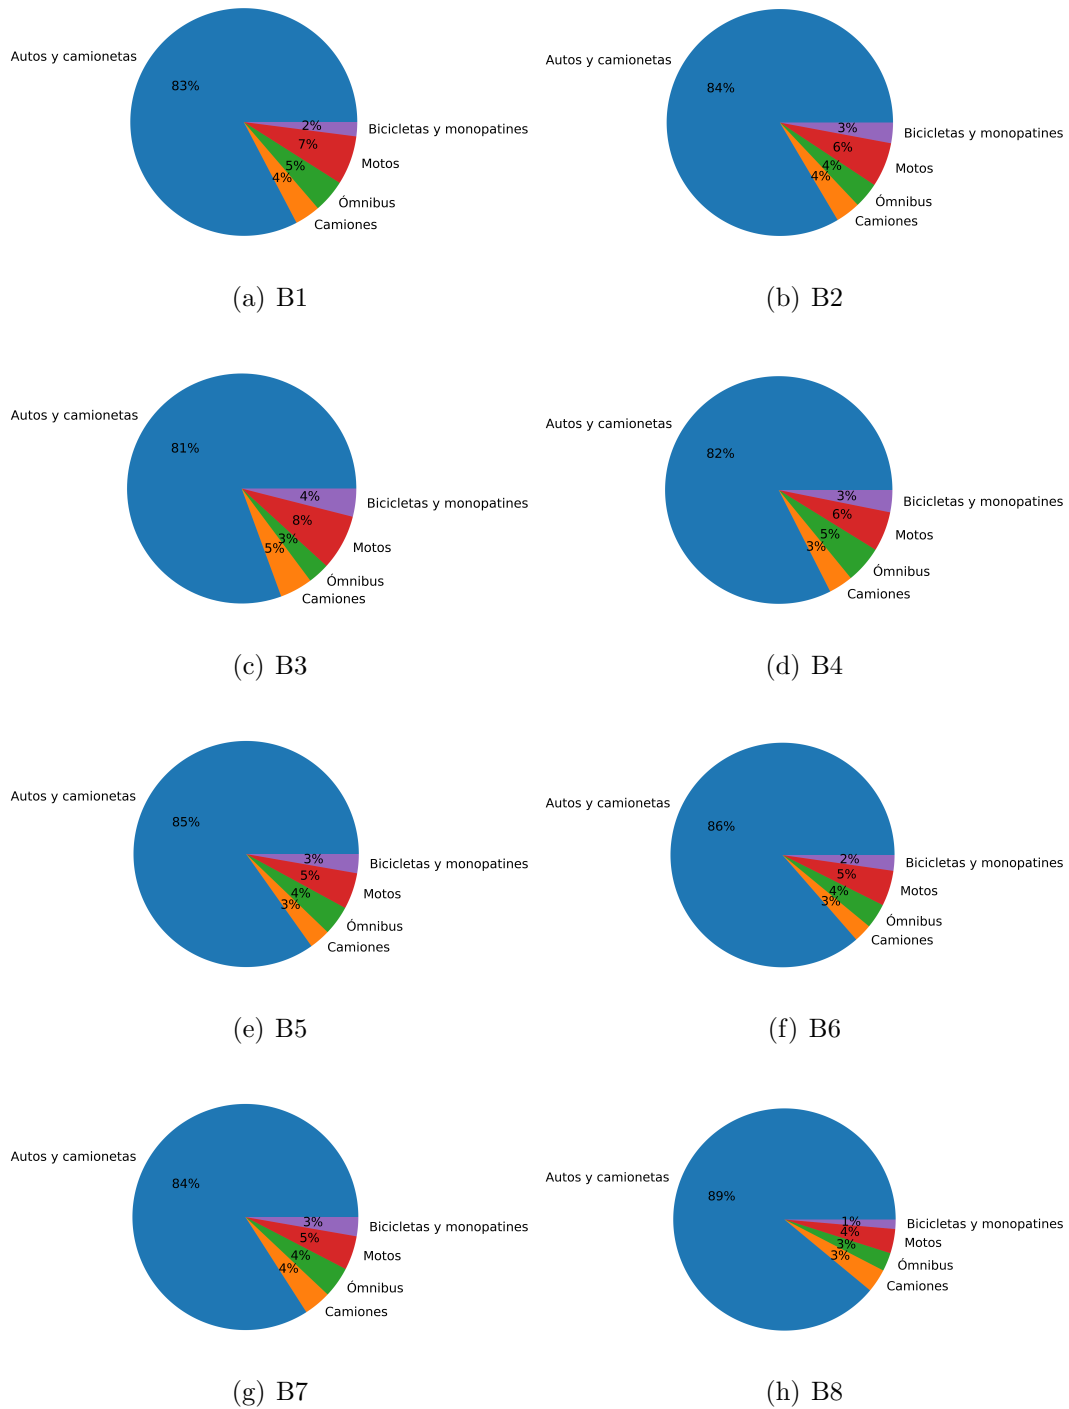 Autos y camionetas
83%
2%
Bicicletas y monopatines
7%
Motos
5%
4%
Ómnibus
Camiones
(a) B1
Autos y camionetas
84%
3%
Bicicletas y monopatines
6%
Motos
4%
4%
Ómnibus
Camiones
(b) B2
Autos y camionetas
81%
4%
Bicicletas y monopatines
8%
3%
5%
Motos
Ómnibus
Camiones
(c) B3
Autos y camionetas
82%
3%
Bicicletas y monopatines
6%
Motos
5%
3%
Ómnibus
Camiones
(d) B4
Autos y camionetas
85%
3%
Bicicletas y monopatines
5%
Motos
4%
3%
Ómnibus
Camiones
(e) B5
Autos y camionetas
86%
2%
Bicicletas y monopatines
5%
Motos
4%
3%
Ómnibus
Camiones
(f) B6
Autos y camionetas
84%
3%
Bicicletas y monopatines
5%
Motos
4%
4%
Ómnibus
Camiones
(g) B7
Autos y camionetas
89%
1%
Bicicletas y monopatines
4%
Motos
3%
3%
Ómnibus
Camiones
(h) B8